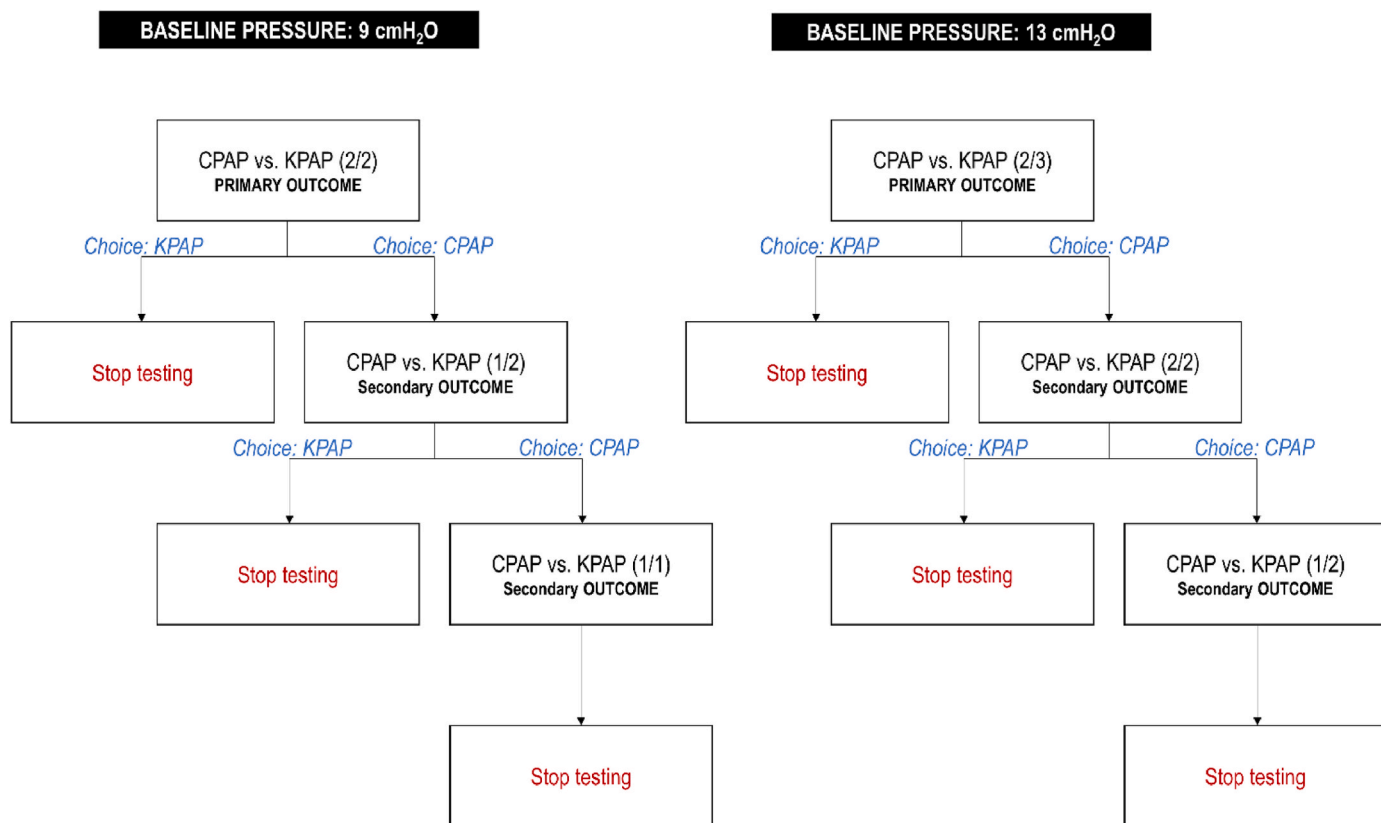 BASELINE PRESSURE: 9 cmH₂O
CPAP vs. KPAP (2/2)
PRIMARY OUTCOME
Choice: KPAP
Choice: CPAP
Stop testing
CPAP vs. KPAP (1/2)
Secondary OUTCOME
Choice: KPAP
Choice: CPAP
Stop testing
CPAP vs. KPAP (1/1)
Secondary OUTCOME
Stop testing
BASELINE PRESSURE: 13 cmH₂O
CPAP vs. KPAP (2/3)
PRIMARY OUTCOME
Choice: KPAP
Choice: CPAP
Stop testing
CPAP vs. KPAP (2/2)
Secondary OUTCOME
Choice: KPAP
Choice: CPAP
Stop testing
CPAP vs. KPAP (1/2)
Secondary OUTCOME
Stop testing